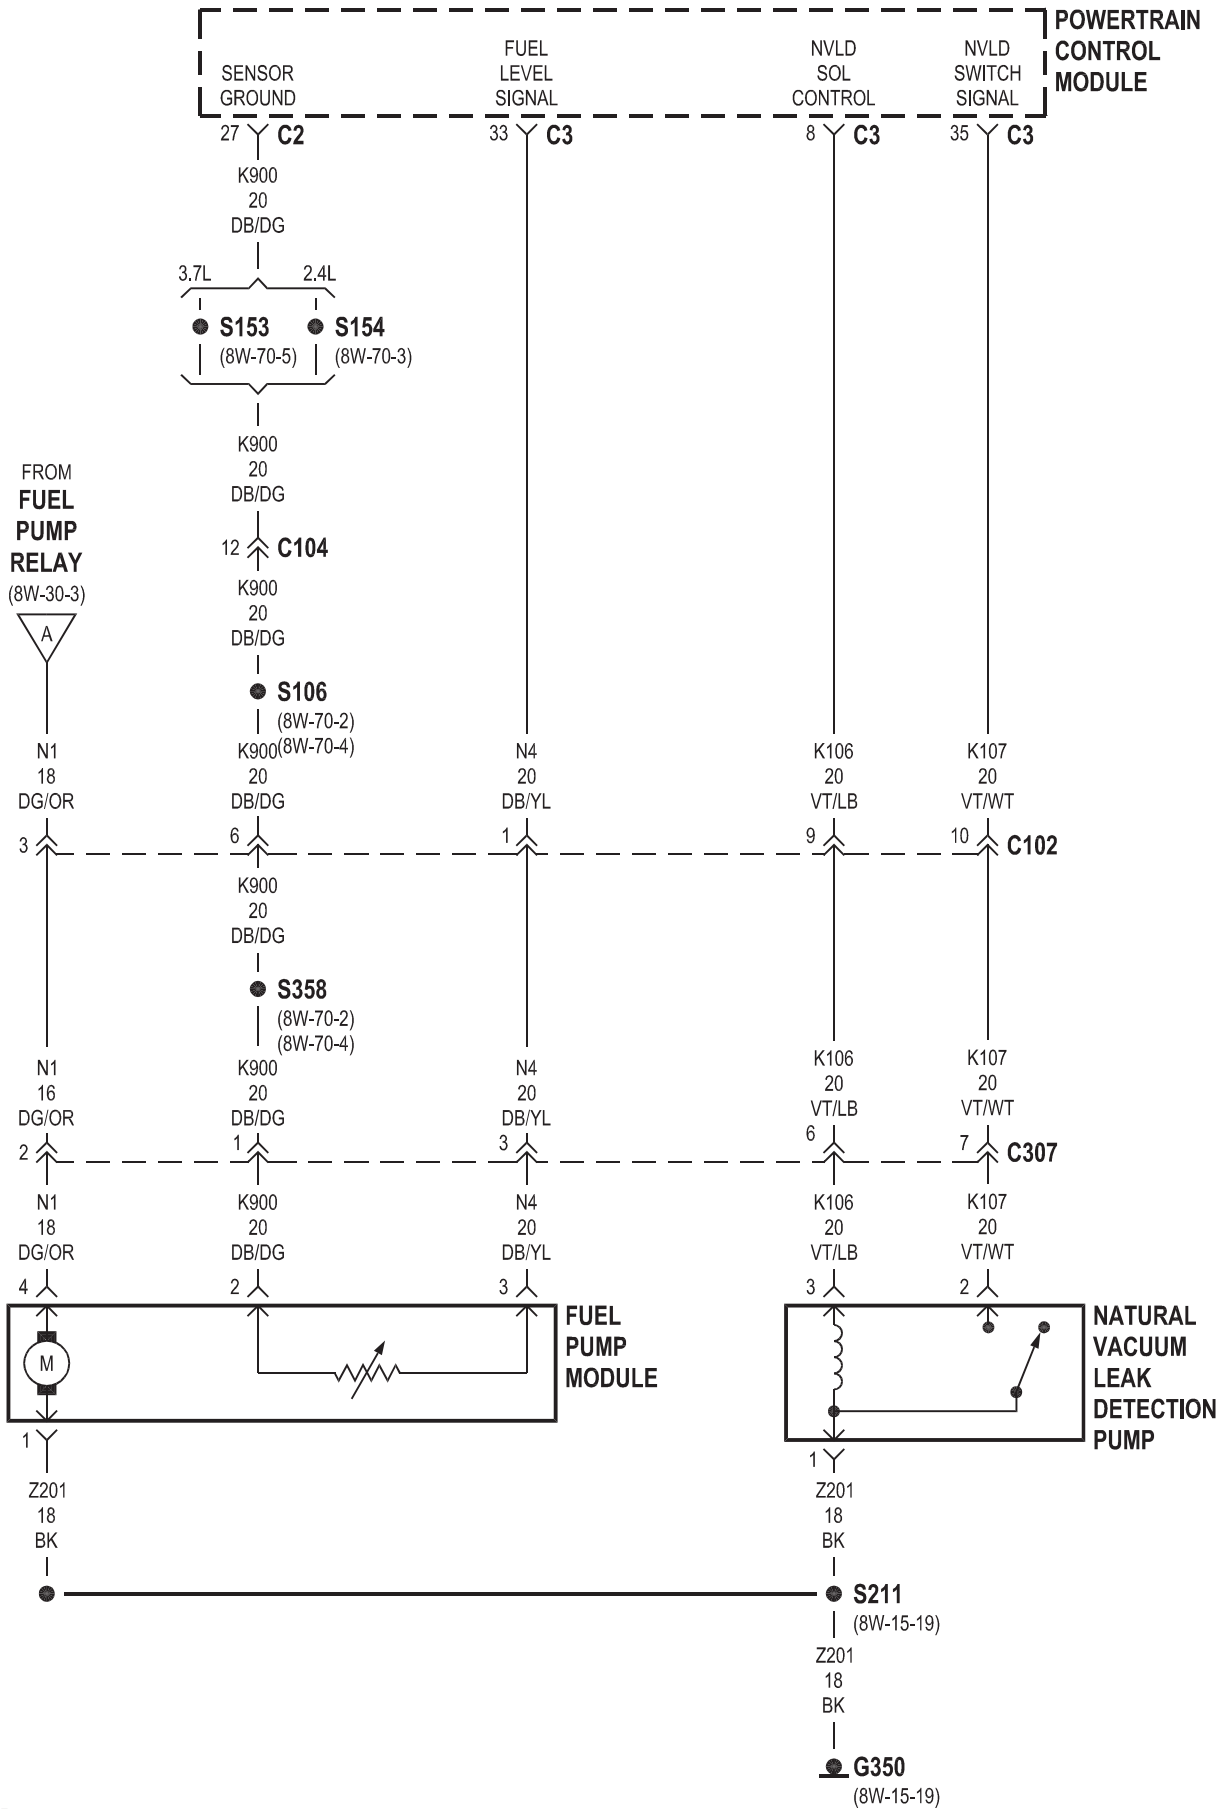 POWERTRAIN
CONTROL
MODULE
SENSOR
GROUND
FUEL
LEVEL
SIGNAL
NVLD
SOL
CONTROL
NVLD
SWITCH
SIGNAL
27 C2
33 C3
8 C3
35 C3
K900
20
DB/DG
3.7L
2.4L
S153
(8W-70-5)
S154
(8W-70-3)
K900
20
DB/DG
FROM
FUEL
PUMP
RELAY
(8W-30-3)
A
12 C104
K900
20
DB/DG
S106
(8W-70-2)
(8W-70-4)
N1
18
DG/OR
K900
20
DB/DG
N4
20
DB/YL
K106
20
VT/LB
K107
20
VT/WT
3
6
1
9
10
C102
K900
20
DB/DG
S358
(8W-70-2)
(8W-70-4)
N1
16
DG/OR
K900
20
DB/DG
N4
20
DB/YL
K106
20
VT/LB
K107
20
VT/WT
2
1
3
6
7
C307
N1
18
DG/OR
K900
20
DB/DG
N4
20
DB/YL
K106
20
VT/LB
K107
20
VT/WT
4
2
3
3
2
M
FUEL
PUMP
MODULE
NATURAL
VACUUM
LEAK
DETECTION
PUMP
1
1
Z201
18
BK
Z201
18
BK
S211
(8W-15-19)
Z201
18
BK
G350
(8W-15-19)